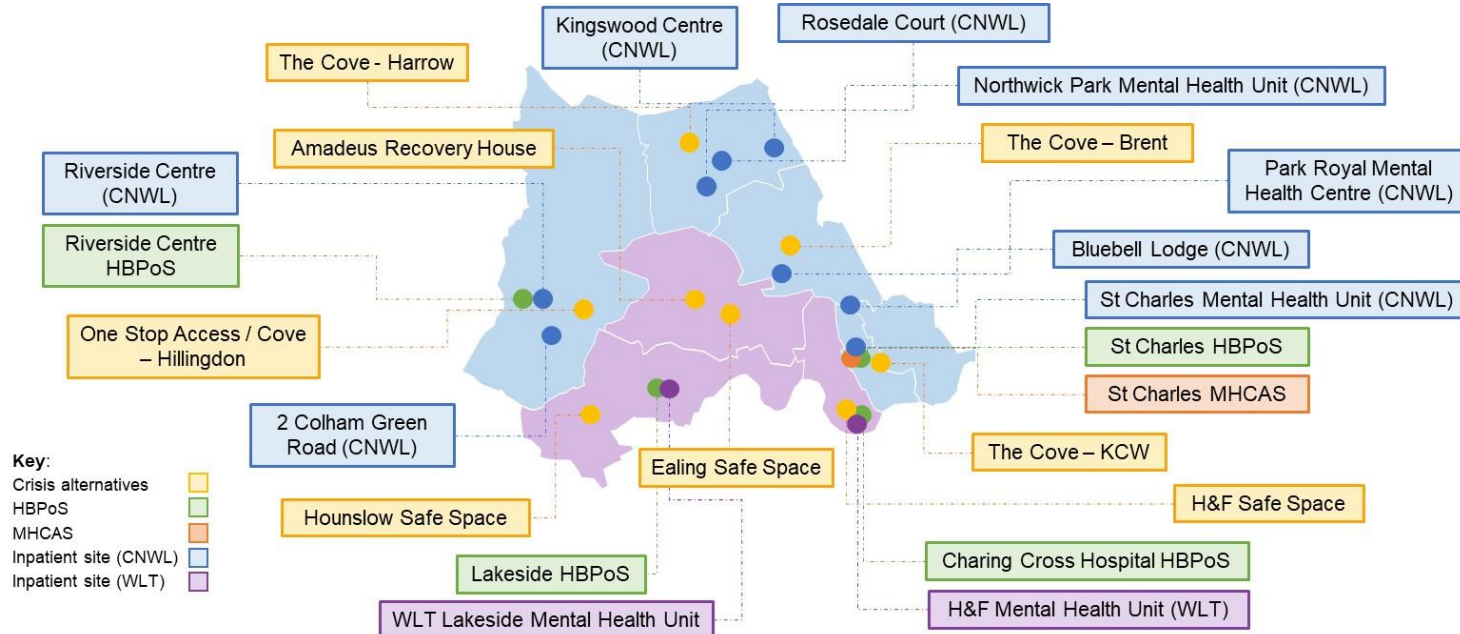 Kingswood Centre
(CNWL)
Rosedale Court (CNWL)
The Cove - Harrow
Northwick Park Mental Health Unit (CNWL)
Amadeus Recovery House
The Cove – Brent
Riverside Centre
(CNWL)
Park Royal Mental
Health Centre (CNWL)
Riverside Centre
HBPoS
Bluebell Lodge (CNWL)
St Charles Mental Health Unit (CNWL)
One Stop Access / Cove
– Hillingdon
St Charles HBPoS
St Charles MHCAS
2 Colham Green
Road (CNWL)
The Cove – KCW
Ealing Safe Space
Hounslow Safe Space
H&F Safe Space
Lakeside HBPoS
Charing Cross Hospital HBPoS
WLT Lakeside Mental Health Unit
H&F Mental Health Unit (WLT)
Key:
Crisis alternatives
HBPoS
MHCAS
Inpatient site (CNWL)
Inpatient site (WLT)